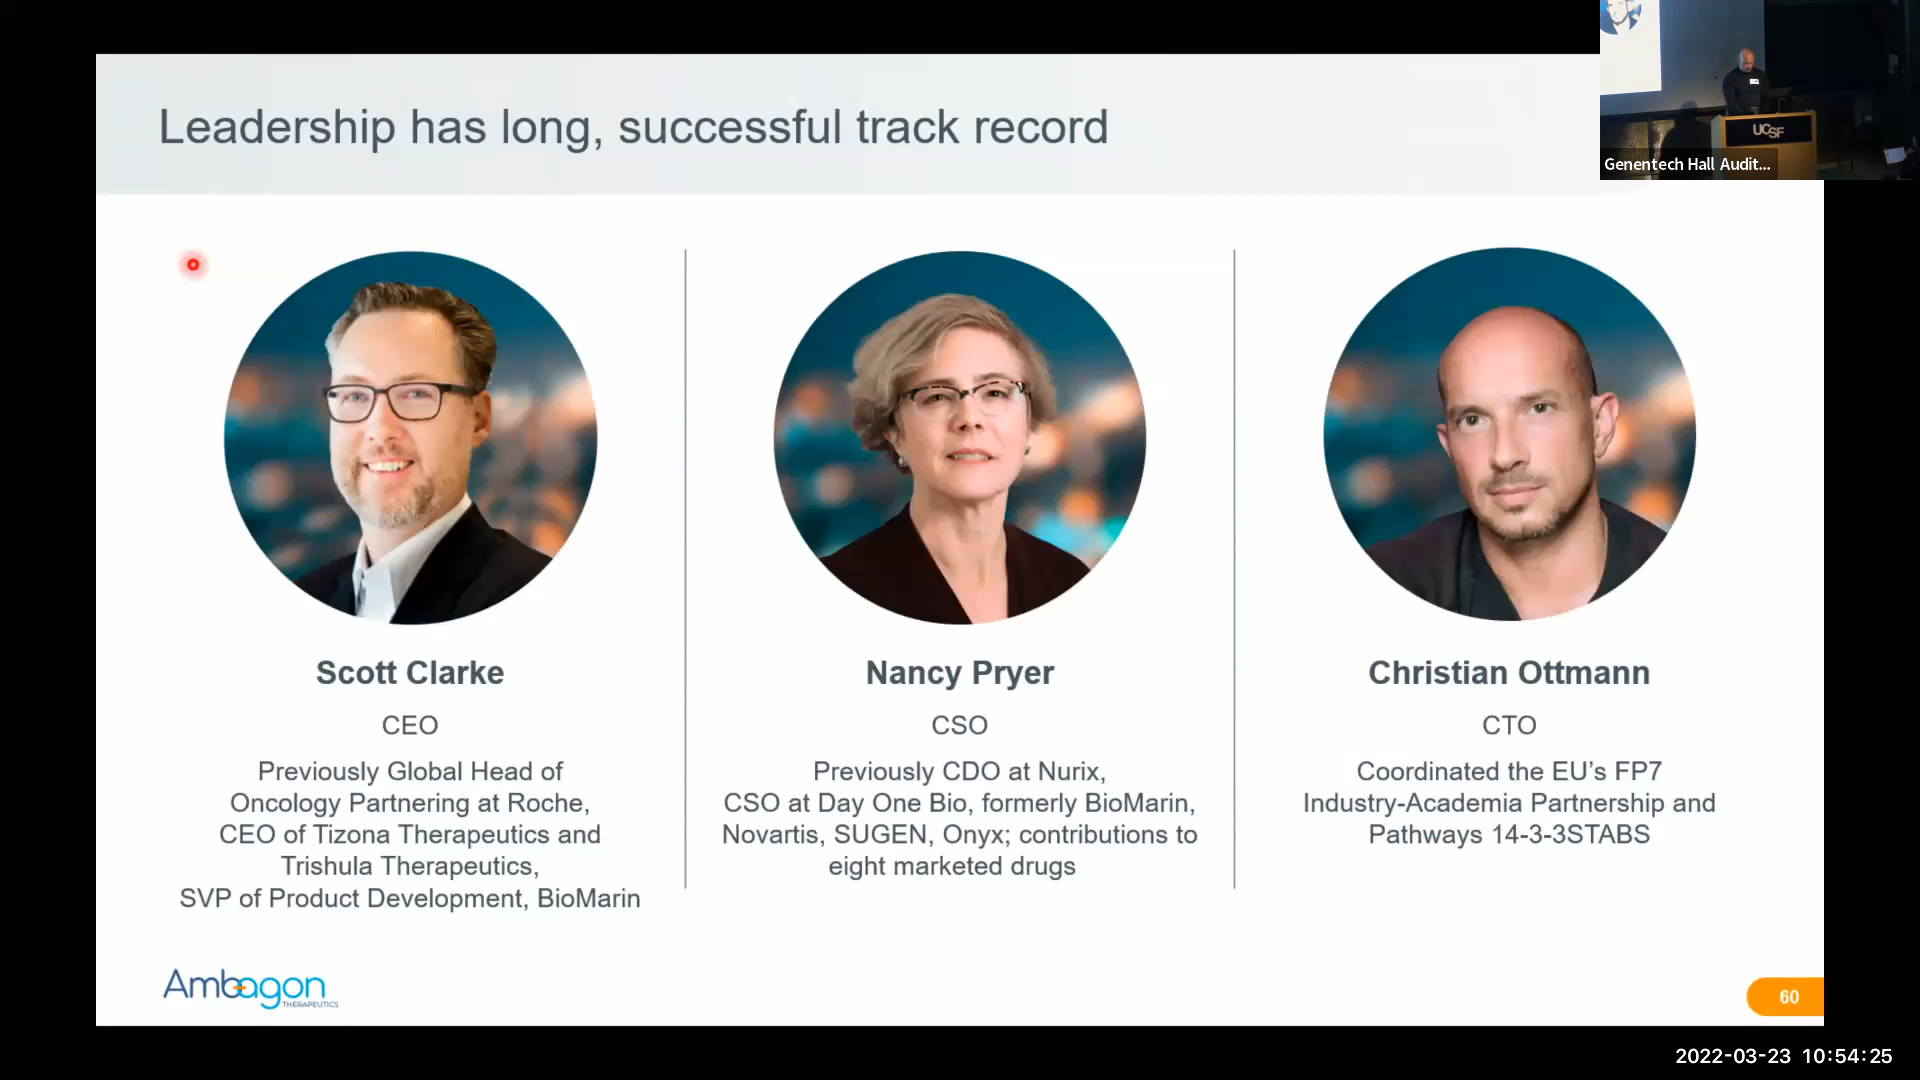 Leadership has long, successful track record
UCSF
Genentech Hall Audit...
Scott Clarke
CEO
Previously Global Head of
Oncology Partnering at Roche,
CEO of Tizona Therapeutics and
Trishula Therapeutics,
SVP of Product Development, BioMarin
Nancy Pryer
CSO
Previously CDO at Nurix,
CSO at Day One Bio, formerly BioMarin,
Novartis, SUGEN, Onyx; contributions to
eight marketed drugs
Christian Ottmann
CTO
Coordinated the EU’s FP7
Industry-Academia Partnership and
Pathways 14-3-3STABS
Ambagon
THERAPEUTICS
60
2022-03-23 10:54:25